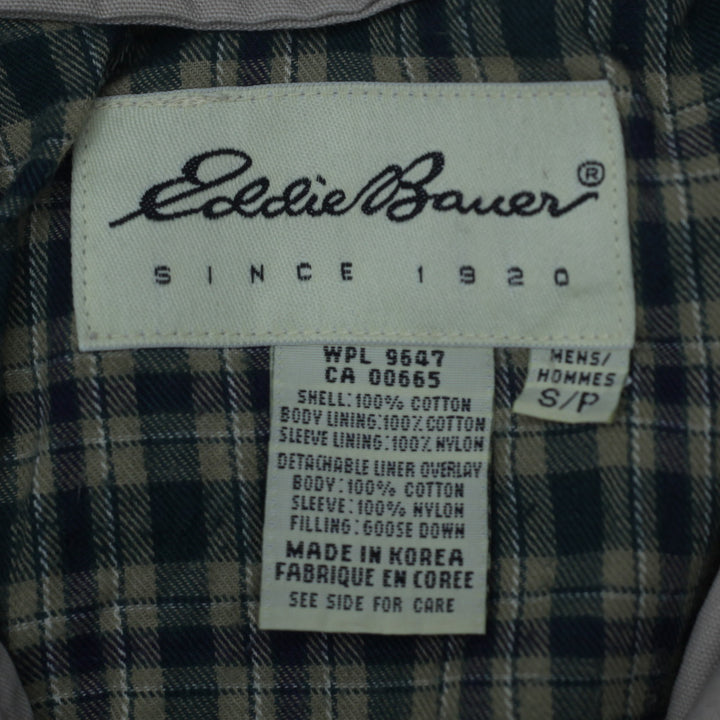 Eddie Bauer®
SINCE 1920
WPL 9647
CA 00665
SHELL: 100% COTTON
BODY LINING: 100% COTTON
SLEEVE LINING: 100% NYLON
DETACHABLE LINER OVERLAY
BODY: 100% COTTON
SLEEVE: 100% NYLON
FILLING: GOOSE DOWN
MADE IN KOREA
FABRIQUE EN COREE
SEE SIDE FOR CARE
MENS/
HOMMES
S/P